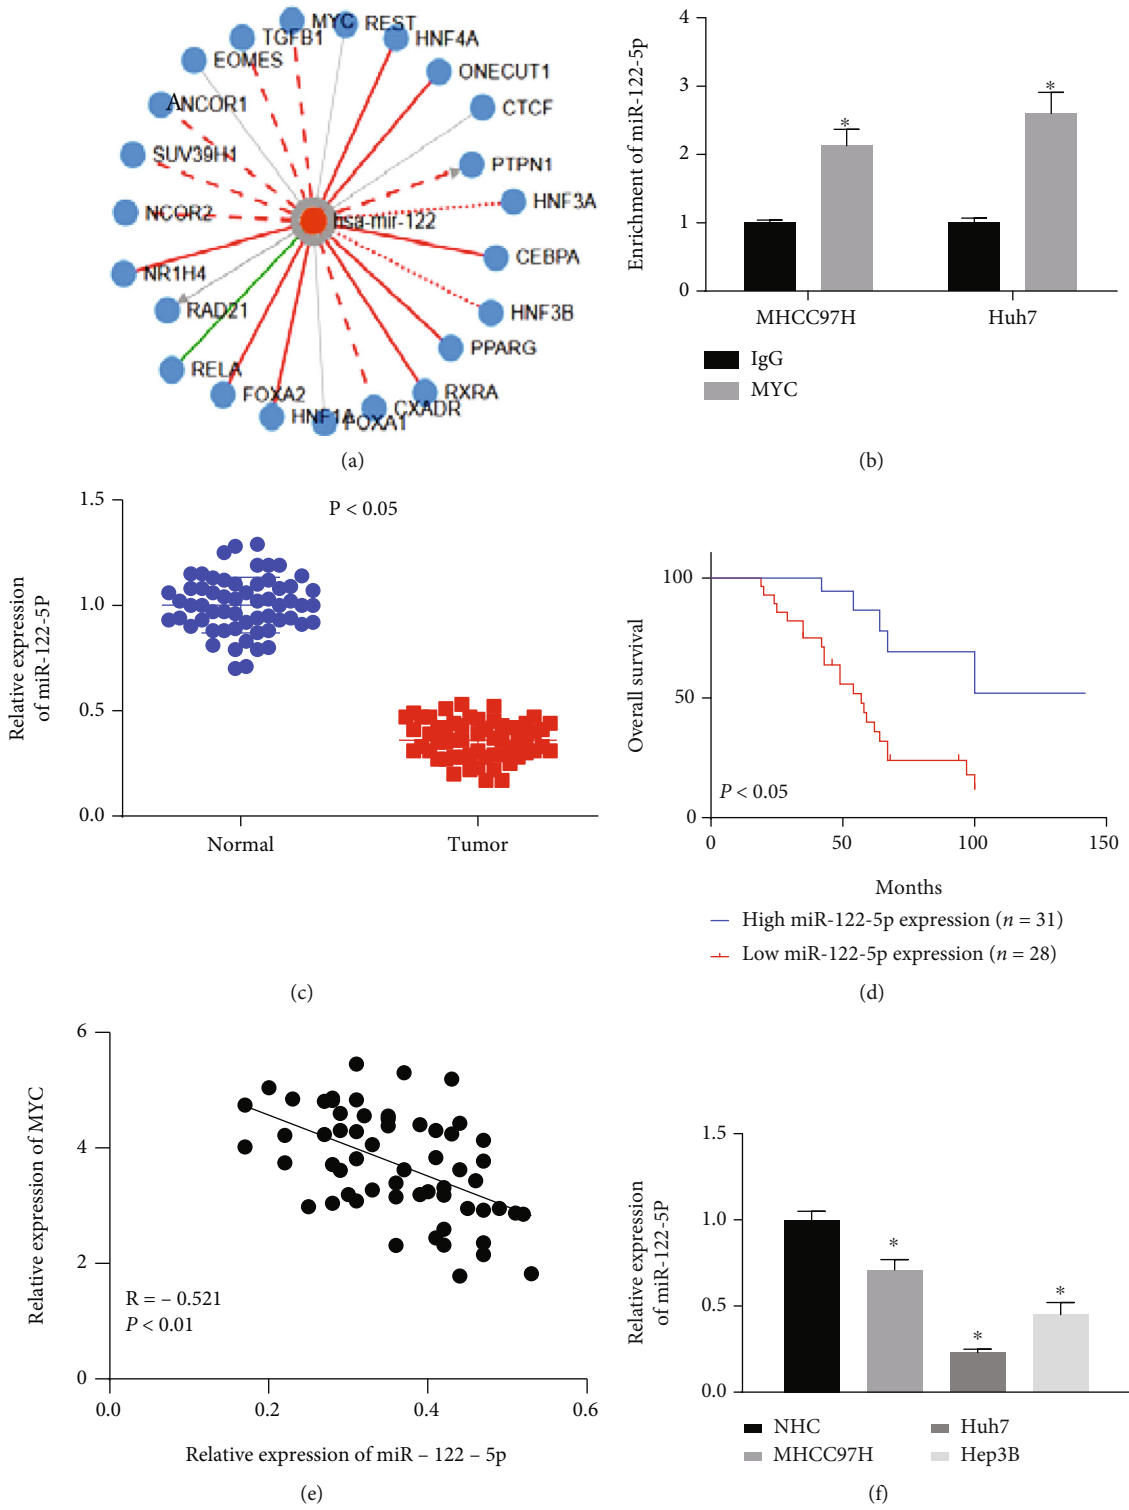 MYC
REST
TGFB1
HNF4A
EOMES
ONECUT1
ANCOR1
CTCF
SUV39H1
PTPN1
NCOR2
HNF3A
hsa-mir-122
NR1H4
CEBPA
RAD21
HNF3B
RELA
PPARG
FOXA2
RXRA
HNF1A
CXADR
FOXA1
(a)
Enrichment of miR-122-5p
4
3
2
1
0
* *
MHCC97H Huh7
IgG
MYC
(b)
Relative expression
of miR-122-5P
1.5
1.0
0.5
0.0
P < 0.05
Normal Tumor
(c)
Overall survival
100
50
0
P < 0.05
0 50 100 150
Months
High miR-122-5p expression (n = 31)
Low miR-122-5p expression (n = 28)
(d)
Relative expression of MYC
6
4
2
0
R = – 0.521
P < 0.01
0.0 0.2 0.4 0.6
Relative expression of miR – 122 – 5p
(e)
Relative expression
of miR-122-5P
1.5
1.0
0.5
0.0
* * *
NHC Huh7
MHCC97H Hep3B
(f)